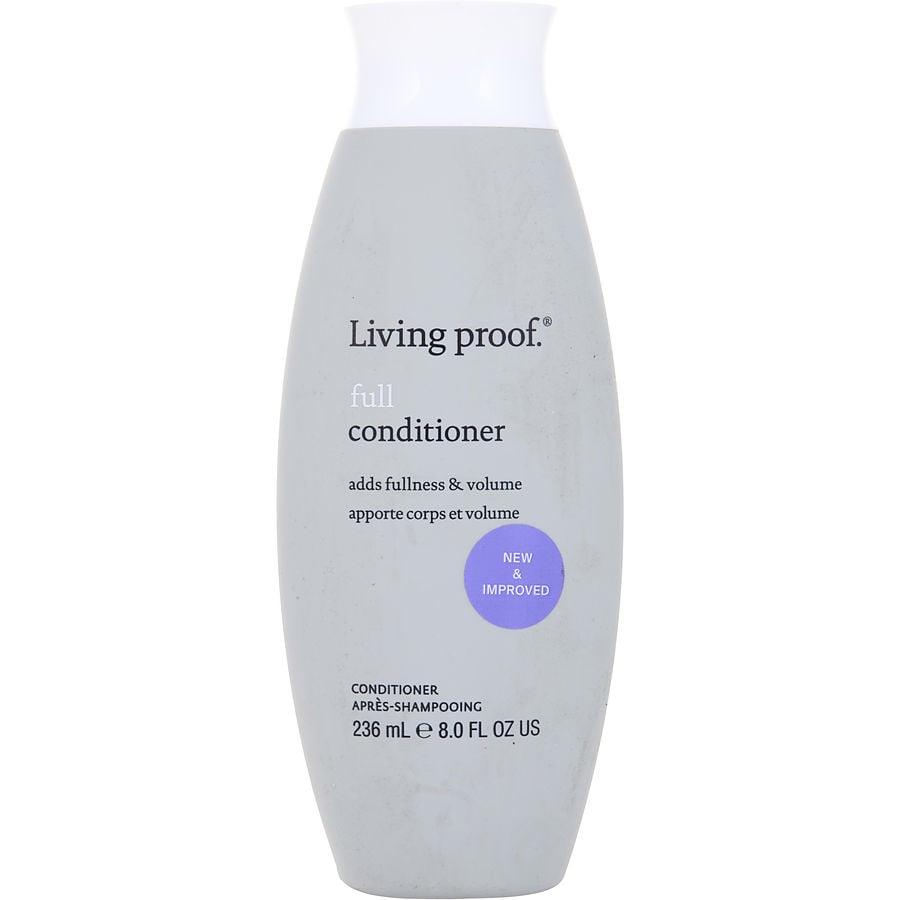 Living proof.®
full
conditioner
adds fullness & volume
apporte corps et volume
NEW
&
IMPROVED
CONDITIONER
APRÈS-SHAMPOOING
236 mL ℮ 8.0 FL OZ US